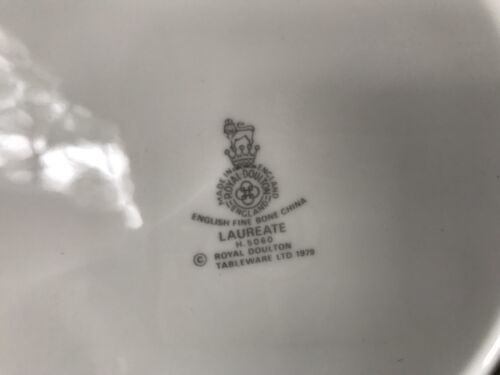 MADE IN ENGLAND
ROYAL DOULTON
ENGLAND
ENGLISH FINE BONE CHINA
LAUREATE
H.5060
© ROYAL DOULTON
TABLEWARE LTD 1979